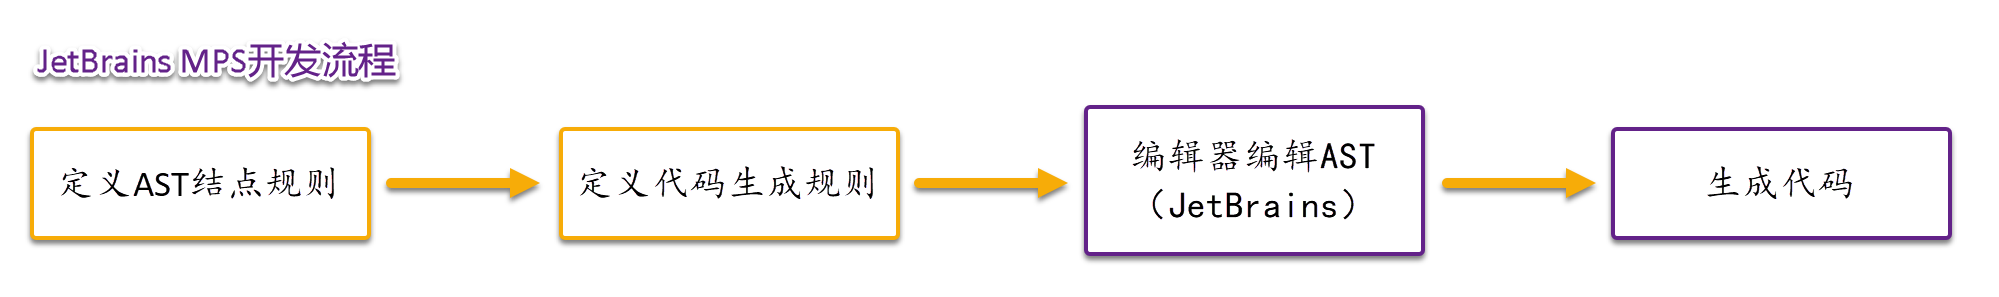 JetBrains MPS开发流程
定义AST结点规则
定义代码生成规则
编辑器编辑AST
（JetBrains）
生成代码